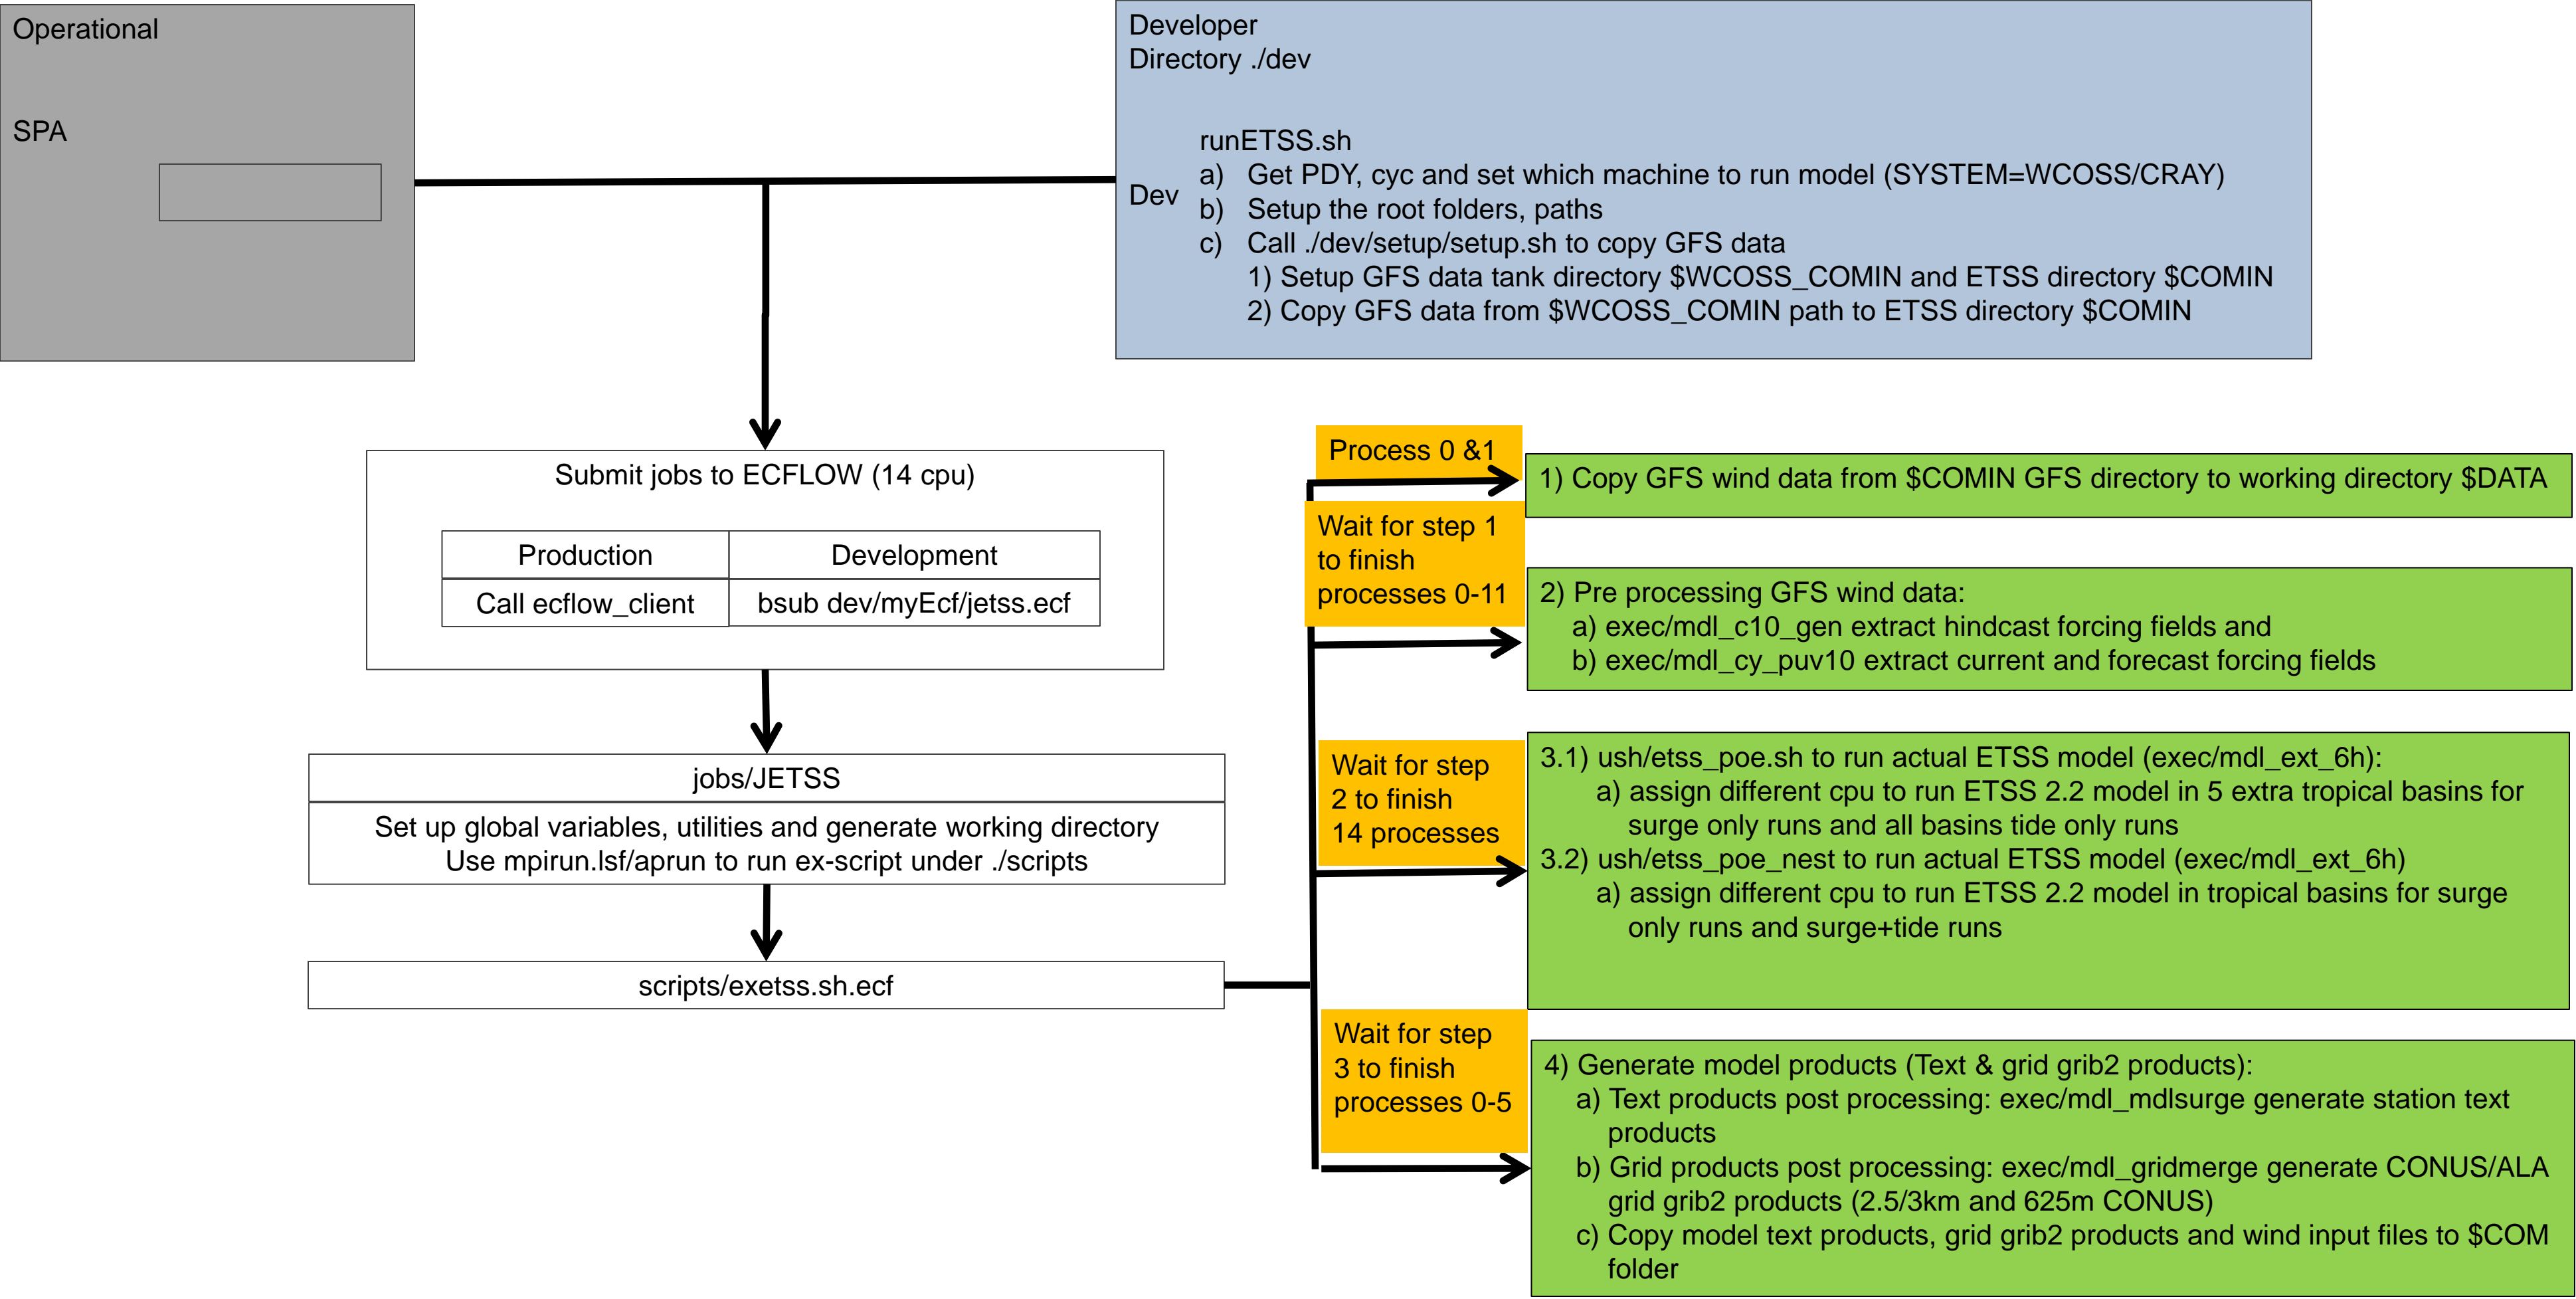 Operational
SPA
Developer
Directory ./dev
Dev
runETSS.sh
a) Get PDY, cyc and set which machine to run model (SYSTEM=WCOSS/CRAY)
b) Setup the root folders, paths
c) Call ./dev/setup/setup.sh to copy GFS data
1) Setup GFS data tank directory $WCOSS_COMIN and ETSS directory $COMIN
2) Copy GFS data from $WCOSS_COMIN path to ETSS directory $COMIN
Submit jobs to ECFLOW (14 cpu)
Production
Development
Call ecflow_client
bsub dev/myEcf/jetss.ecf
jobs/JETSS
Set up global variables, utilities and generate working directory
Use mpirun.lsf/aprun to run ex-script under ./scripts
scripts/exetss.sh.ecf
Process 0 &1
1) Copy GFS wind data from $COMIN GFS directory to working directory $DATA
Wait for step 1
to finish
processes 0-11
2) Pre processing GFS wind data:
a) exec/mdl_c10_gen extract hindcast forcing fields and
b) exec/mdl_cy_puv10 extract current and forecast forcing fields
Wait for step
2 to finish
14 processes
3.1) ush/etss_poe.sh to run actual ETSS model (exec/mdl_ext_6h):
a) assign different cpu to run ETSS 2.2 model in 5 extra tropical basins for
surge only runs and all basins tide only runs
3.2) ush/etss_poe_nest to run actual ETSS model (exec/mdl_ext_6h)
a) assign different cpu to run ETSS 2.2 model in tropical basins for surge
only runs and surge+tide runs
Wait for step
3 to finish
processes 0-5
4) Generate model products (Text & grid grib2 products):
a) Text products post processing: exec/mdl_mdlsurge generate station text
products
b) Grid products post processing: exec/mdl_gridmerge generate CONUS/ALA
grid grib2 products (2.5/3km and 625m CONUS)
c) Copy model text products, grid grib2 products and wind input files to $COM
folder